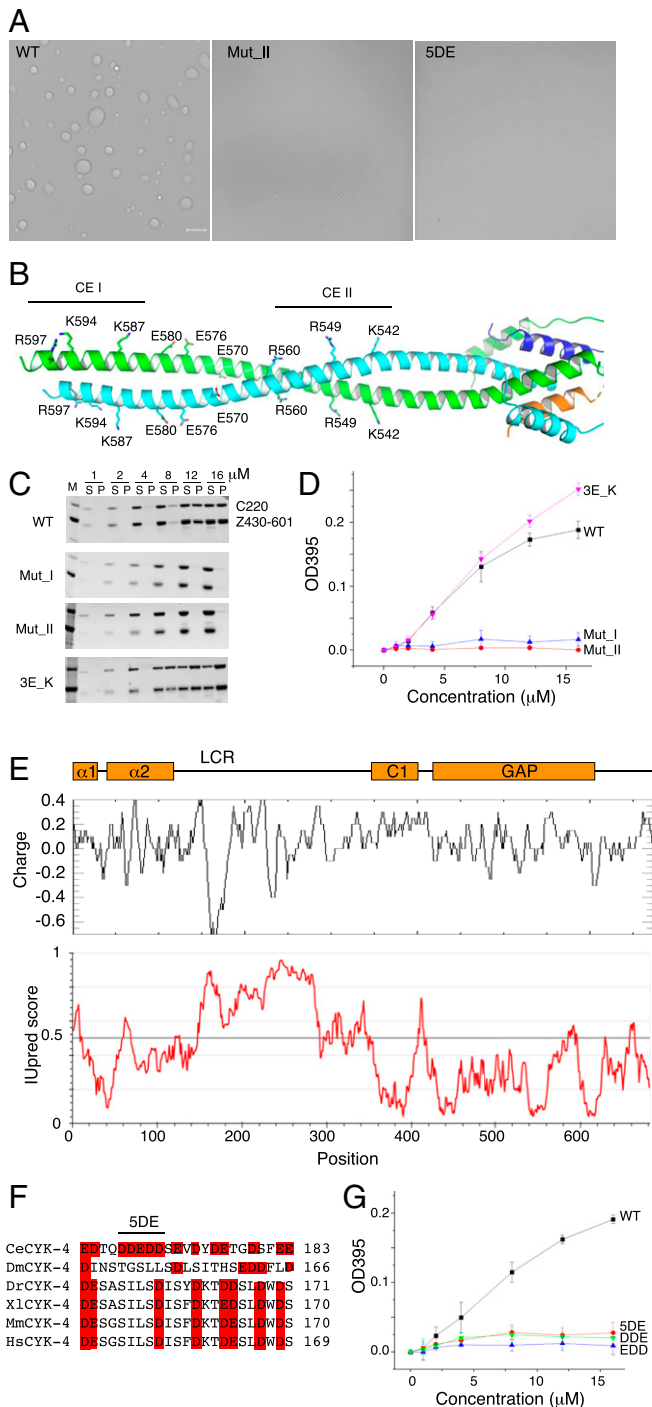 A
WT
Mut_II
5DE
B
CE I
CE II
R597
K594
K587
E580
E576
E570
R560
R549
K542
R597
K594
K587
E580
E576
E570
R560
R549
K542
C
1 2 4 8 12 16 μM
M S P S P S P S P S P S P
WT
C220
Z430-601
Mut_I
Mut_II
3E_K
D
OD395
0.2
0.1
0.0
3E_K
WT
Mut_I
Mut_II
0 5 10 15
Concentration (μM)
E
α1 α2 LCR C1 GAP
Charge
0.4
0.2
0.0
-0.2
-0.4
-0.6
IUpred score
1
0.5
0
0 100 200 300 400 500 600
Position
F
5DE
CeCYK-4 EDTQDDEDDSEVDYDETGDSFEE 183
DmCYK-4 DINSTGSLLSDLSITHSEDDFLD 166
DrCYK-4 DESASILSDISYDKTDDSLDWDS 171
XlCYK-4 DESASILSDISFDKTEDSLDWDS 170
MmCYK-4 DESGSILSDISFDKTDESLDWDS 170
HsCYK-4 DESGSILSDISFDKTDESLDWDS 169
G
OD395
0.2
0.1
0.0
WT
5DE
DDE
EDD
0 5 10 15
Concentration (μM)